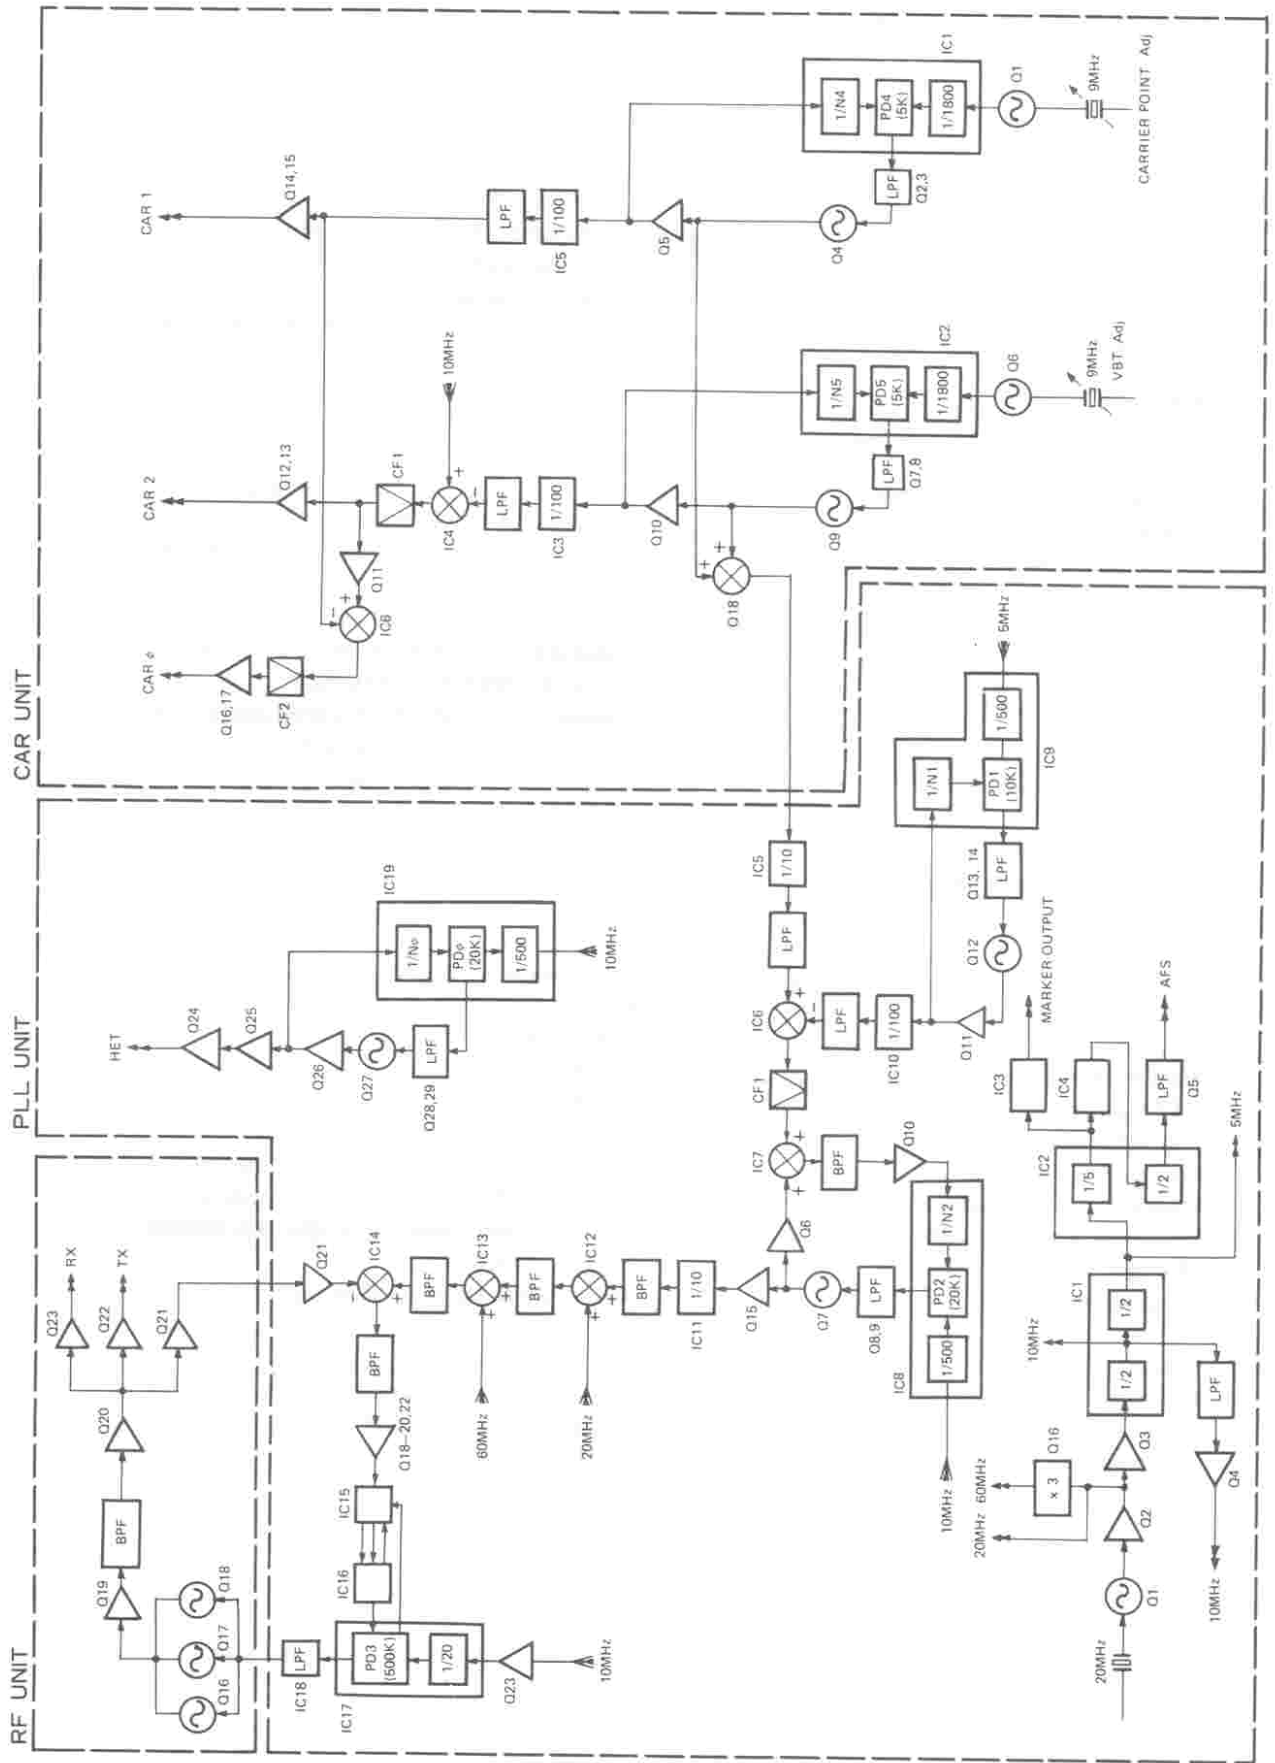 CAR UNIT
CAR 1
Q14,15
LPF
1/100
IC5
Q5
Q4
LPF
Q2,3
IC1
1/N4
PD4
(5K)
1/1800
Q1
9MHz
CARRIER POINT Adj
CAR 2
Q12,13
CF1
IC4
10MHz
+
-
LPF
1/100
IC3
Q10
Q9
LPF
Q7,8
IC2
1/N5
PD5
(5K)
1/1800
Q6
9MHz
VBT Adj
Q11
+
-
IC6
CAR ϕ
Q16,17
CF2
+
+
Q18
PLL UNIT
HET
Q24
Q25
Q26
Q27
LPF
Q28,29
IC19
1/Nϕ
PDϕ
(20K)
1/500
10MHz
IC5
1/10
LPF
IC6
+
-
LPF
1/100
IC10
Q11
Q12
Q13, 14
LPF
1/N1
PD1
(10K)
1/500
IC9
5MHz
CF1
IC7
+
+
BPF
Q10
Q6
IC8
1/N2
PD2
(20K)
1/500
10MHz
LPF
Q8,9
Q7
Q15
1/10
IC11
BPF
IC12
+
+
20MHz
BPF
IC13
+
+
60MHz
BPF
IC14
+
-
Q21
BPF
Q18-20,22
IC15
IC16
IC17
PD3
(500K)
1/20
Q23
10MHz
IC18
LPF
MARKER OUTPUT
IC3
IC4
AFS
LPF
Q5
IC2
1/5
1/2
5MHz
IC1
1/2
1/2
10MHz
LPF
Q4
10MHz
Q3
Q16
× 3
60MHz
20MHz
Q2
Q1
20MHz
RF UNIT
RX
TX
Q23
Q22
Q21
Q20
BPF
Q19
Q18
Q17
Q16